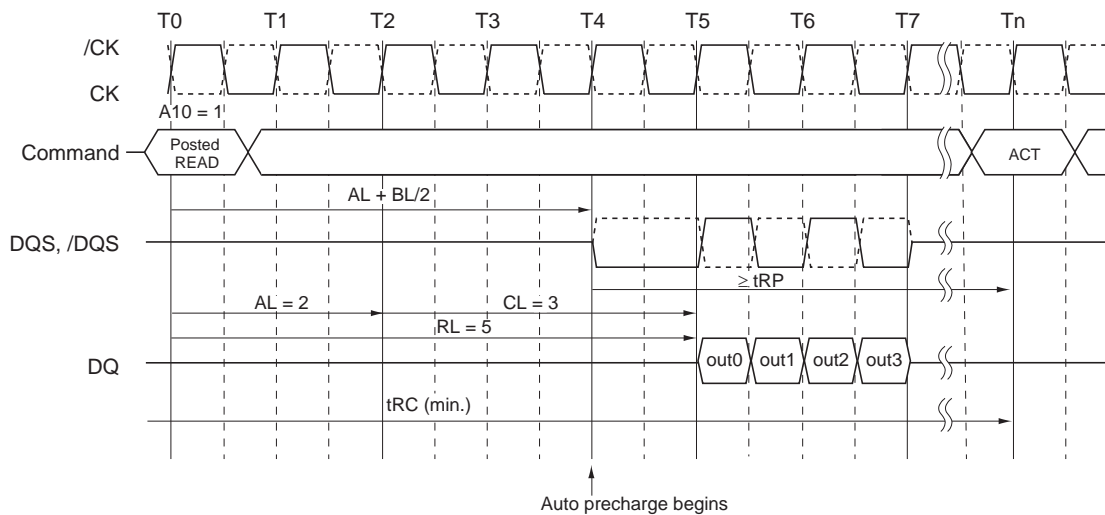 T0 T1 T2 T3 T4 T5 T6 T7 Tn
/CK
CK
A10 = 1
Command
Posted
READ
ACT
AL + BL/2
DQS, /DQS
≥ tRP
AL = 2
CL = 3
RL = 5
DQ
out0 out1 out2 out3
tRC (min.)
Auto precharge begins